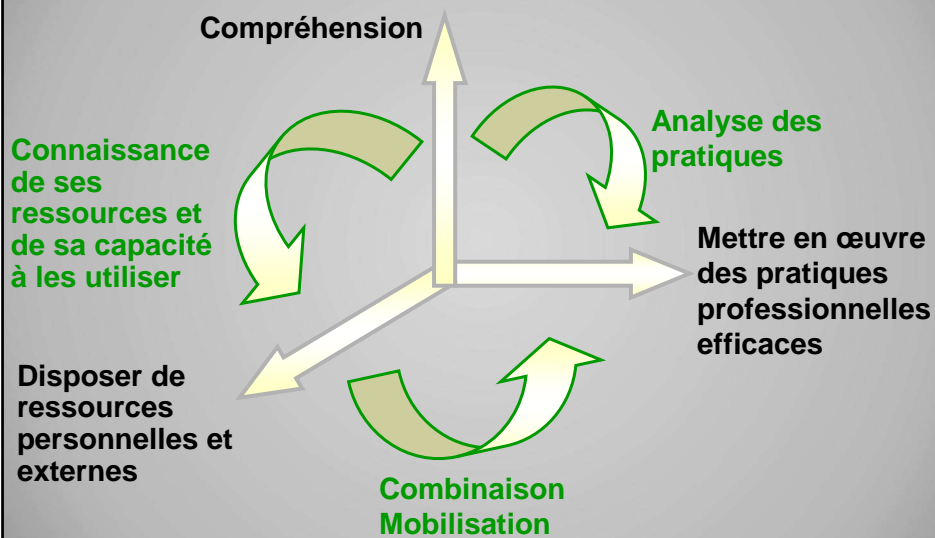 Compréhension
Analyse des
pratiques
Connaissance
de ses
ressources et
de sa capacité
à les utiliser
Mettre en œuvre
des pratiques
professionnelles
efficaces
Disposer de
ressources
personnelles et
externes
Combinaison
Mobilisation